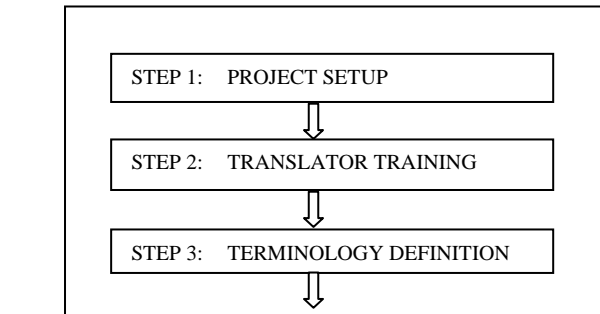 STEP 1: PROJECT SETUP
STEP 2: TRANSLATOR TRAINING
STEP 3: TERMINOLOGY DEFINITION